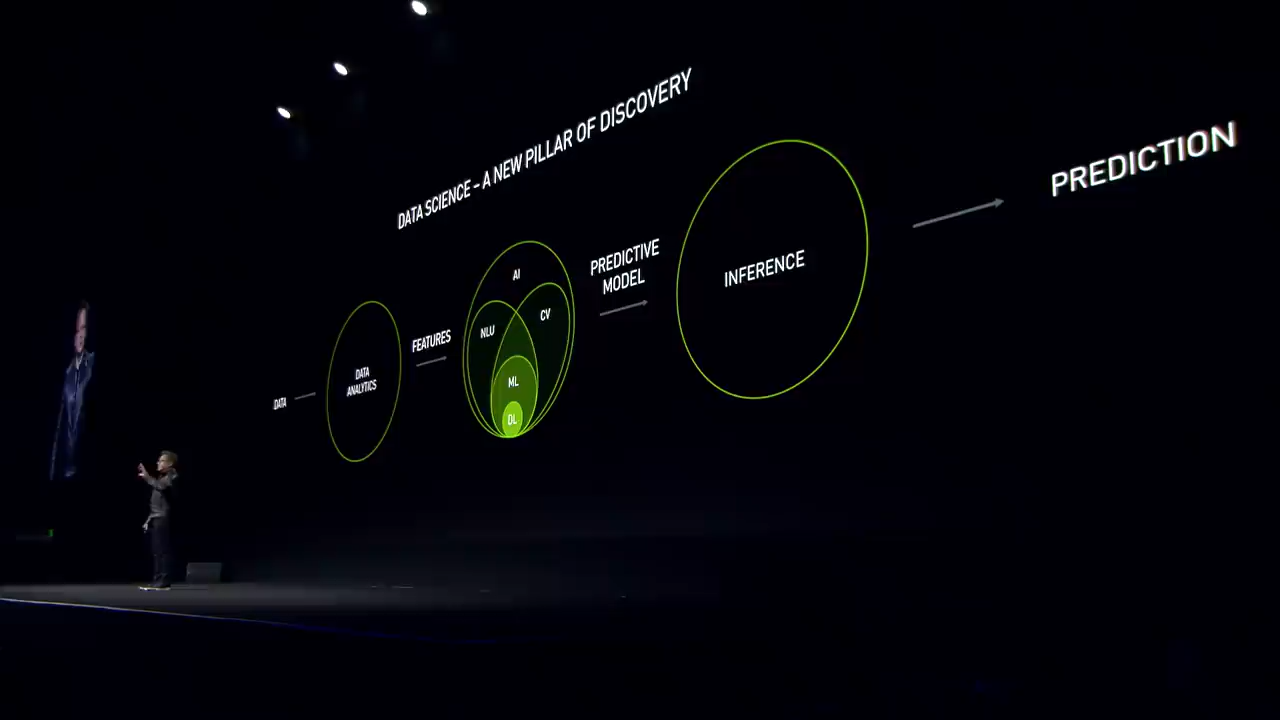 DATA SCIENCE – A NEW PILLAR OF DISCOVERY
DATA
DATA
ANALYTICS
FEATURES
AI
NLU
CV
ML
DL
PREDICTIVE
MODEL
INFERENCE
PREDICTION